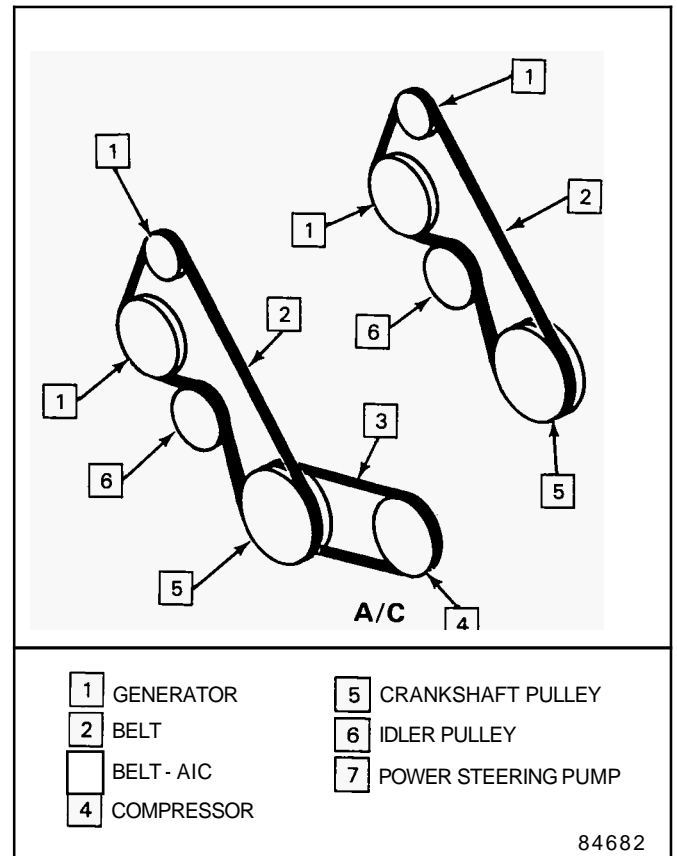 1
1
2
1
6
2
1
3
6
5
5
A/C
4
1 GENERATOR
2 BELT
BELT - AIC
4 COMPRESSOR
5 CRANKSHAFT PULLEY
6 IDLER PULLEY
7 POWER STEERING PUMP
84682